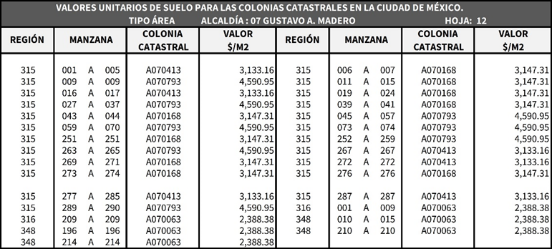 VALORES UNITARIOS DE SUELO PARA LAS COLONIAS CATASTRALES EN LA CIUDAD DE MÉXICO.
TIPO ÁREA ALCALDÍA : 07 GUSTAVO A. MADERO HOJA: 12
REGIÓN MANZANA COLONIA CATASTRAL VALOR $/M2 REGIÓN MANZANA COLONIA CATASTRAL VALOR $/M2
315 001 A 005 A070413 3,133.16 315 006 A 007 A070168 3,147.31
315 009 A 009 A070793 4,590.95 315 011 A 015 A070168 3,147.31
315 016 A 017 A070413 3,133.16 315 019 A 024 A070168 3,147.31
315 027 A 037 A070793 4,590.95 315 039 A 041 A070168 3,147.31
315 043 A 044 A070168 3,147.31 315 045 A 057 A070793 4,590.95
315 059 A 070 A070793 4,590.95 315 073 A 074 A070793 4,590.95
315 251 A 251 A070168 3,147.31 315 252 A 259 A070793 4,590.95
315 263 A 265 A070793 4,590.95 315 267 A 267 A070413 3,133.16
315 269 A 271 A070168 3,147.31 315 272 A 272 A070413 3,133.16
315 273 A 274 A070168 3,147.31 315 276 A 276 A070168 3,147.31
315 277 A 285 A070413 3,133.16 315 287 A 287 A070413 3,133.16
315 289 A 290 A070793 4,590.95 316 001 A 009 A070063 2,388.38
316 209 A 209 A070063 2,388.38 348 010 A 015 A070063 2,388.38
348 196 A 196 A070063 2,388.38 348 210 A 210 A070063 2,388.38
348 214 A 214 A070063 2,388.38